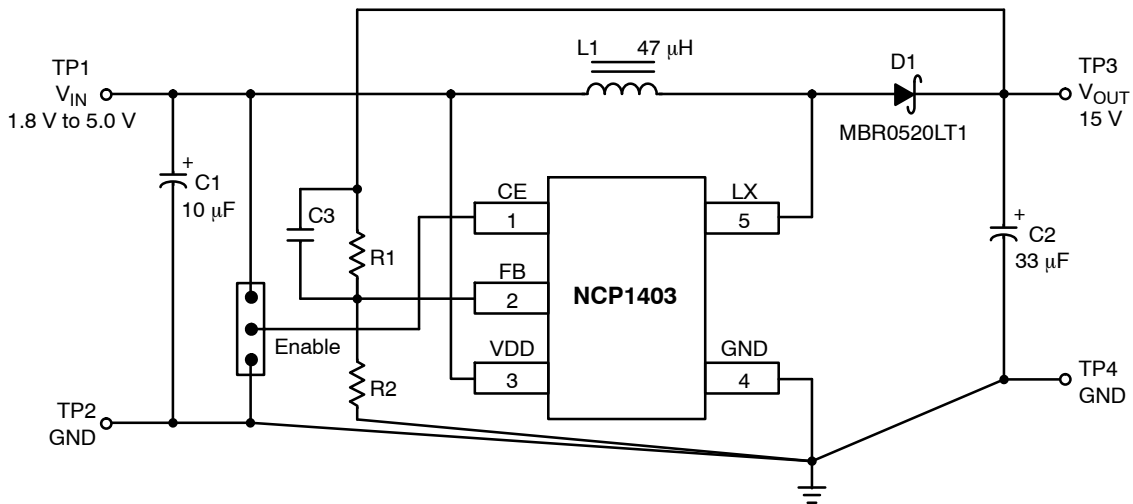 L1 47 μH
D1
TP1
VIN
1.8 V to 5.0 V
TP3
VOUT
15 V
MBR0520LT1
+
C1
10 μF
C3
R1
CE
1
LX
5
+
C2
33 μF
FB
2
NCP1403
Enable
VDD
3
GND
4
R2
TP2
GND
TP4
GND